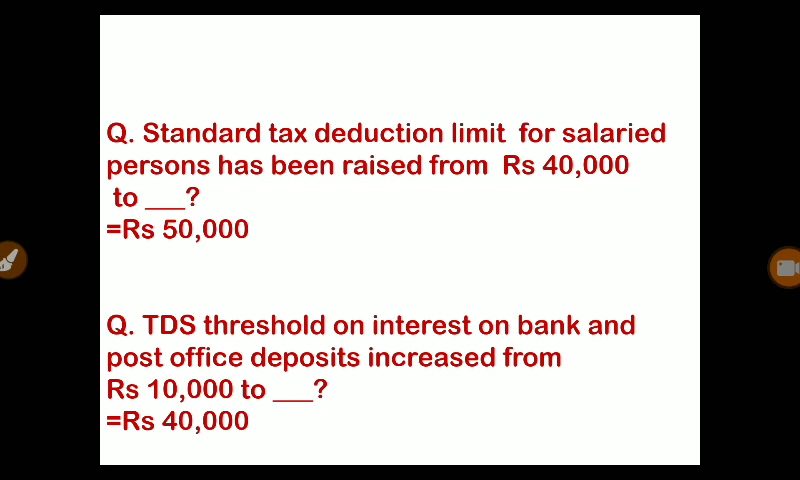 Q. Standard tax deduction limit  for salaried
persons has been raised from  Rs 40,000
to ___?
=Rs 50,000
Q. TDS threshold on interest on bank and
post office deposits increased from
Rs 10,000 to ___?
=Rs 40,000